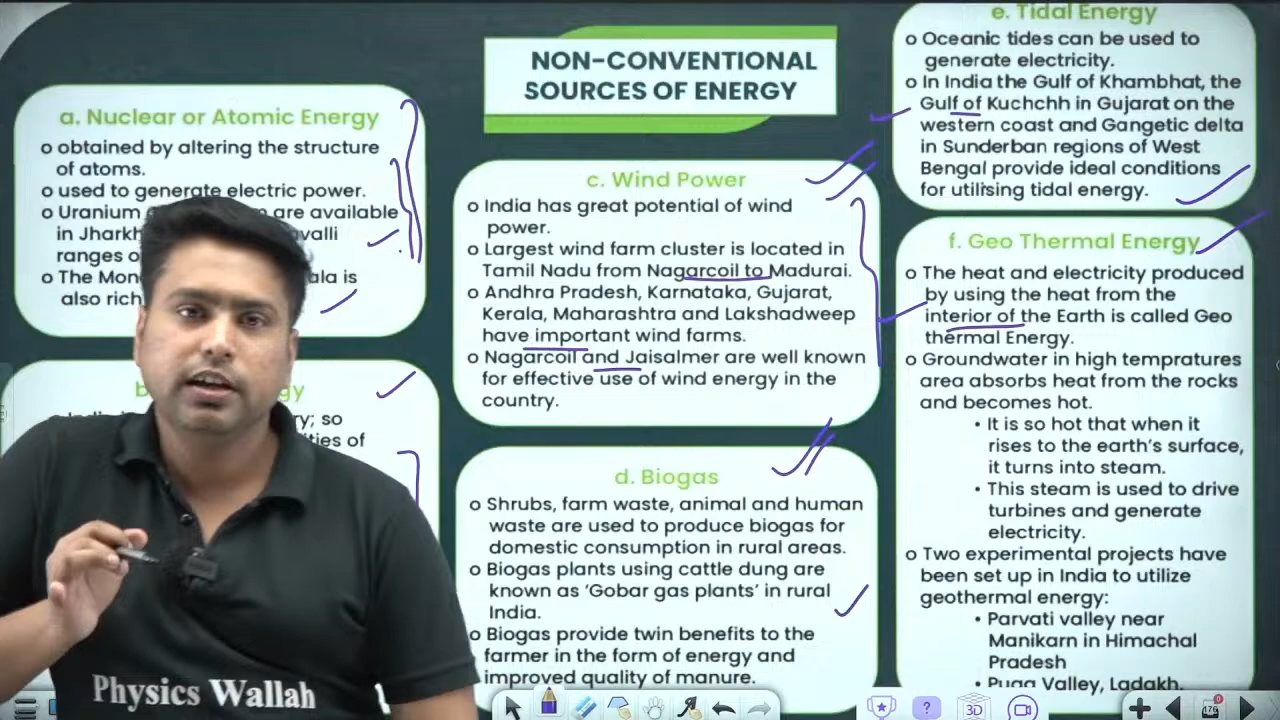 NON-CONVENTIONAL
SOURCES OF ENERGY
a. Nuclear or Atomic Energy
o obtained by altering the structure
of atoms.
o used to generate electric power.
o Uranium are available
in valli
ranges
o The is
also rich
gy
so
of
c. Wind Power
o India has great potential of wind
power.
o Largest wind farm cluster is located in
Tamil Nadu from Nagarcoil to Madurai.
o Andhra Pradesh, Karnataka, Gujarat,
Kerala, Maharashtra and Lakshadweep
have important wind farms.
o Nagarcoil and Jaisalmer are well known
for effective use of wind energy in the
country.
d. Biogas
o Shrubs, farm waste, animal and human
waste are used to produce biogas for
domestic consumption in rural areas.
o Biogas plants using cattle dung are
known as ‘Gobar gas plants’ in rural
India.
o Biogas provide twin benefits to the
farmer in the form of energy and
improved quality of manure.
e. Tidal Energy
o Oceanic tides can be used to
generate electricity.
o In India the Gulf of Khambhat, the
Gulf of Kuchchh in Gujarat on the
western coast and Gangetic delta
in Sunderban regions of West
Bengal provide ideal conditions
for utilising tidal energy.
f. Geo Thermal Energy
o The heat and electricity produced
by using the heat from the
interior of the Earth is called Geo
thermal Energy.
o Groundwater in high tempratures
area absorbs heat from the rocks
and becomes hot.
• It is so hot that when it
rises to the earth's surface,
it turns into steam.
• This steam is used to drive
turbines and generate
electricity.
o Two experimental projects have
been set up in India to utilize
geothermal energy:
• Parvati valley near
Manikarn in Himachal
Pradesh
• Puga Valley, Ladakh.
Physics Wallah
3D
176